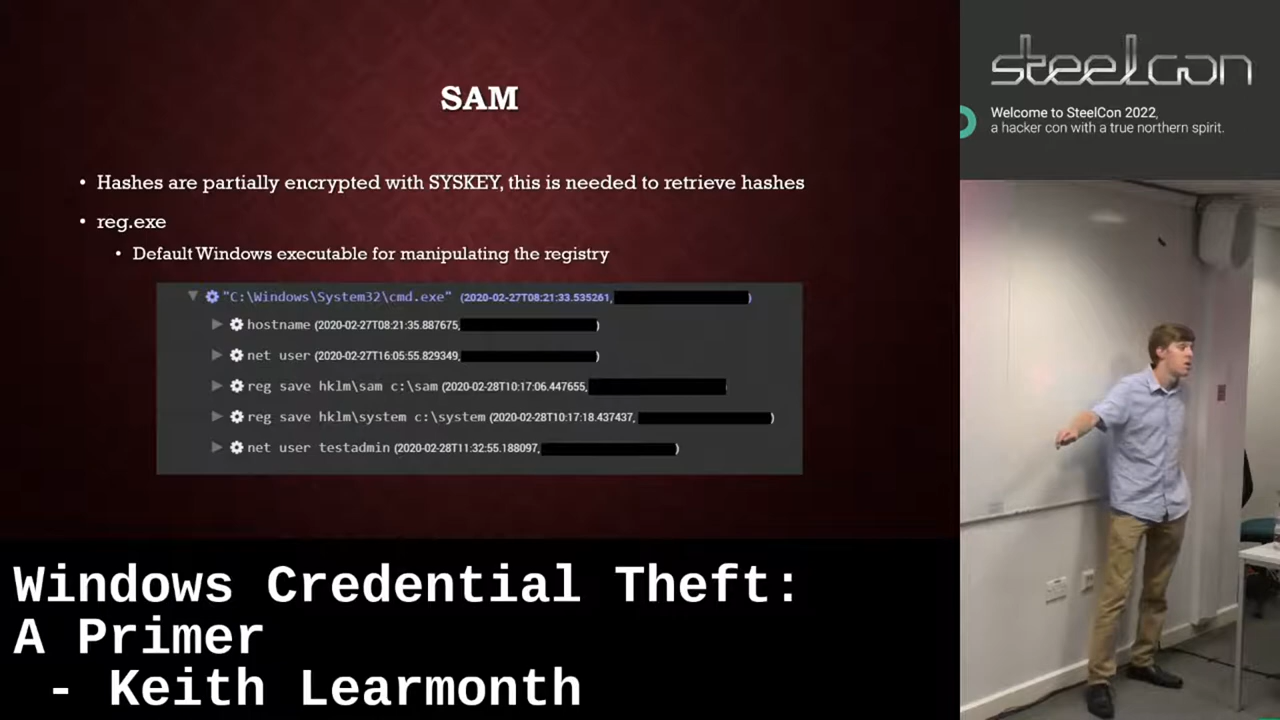 SAM
• Hashes are partially encrypted with SYSKEY, this is needed to retrieve hashes
• reg.exe
• Default Windows executable for manipulating the registry
"C:\Windows\System32\cmd.exe" (2020-02-27T08:21:33.535261, )
hostname (2020-02-27T08:21:35.887675, )
net user (2020-02-27T16:05:55.829349, )
reg save hklm\sam c:\sam (2020-02-28T10:17:06.447655,
reg save hklm\system c:\system (2020-02-28T10:17:18.437437, )
net user testadmin (2020-02-28T11:32:55.188097, )
Windows Credential Theft:
A Primer
- Keith Learmonth
steelcon
Welcome to SteelCon 2022,
a hacker con with a true northern spirit.